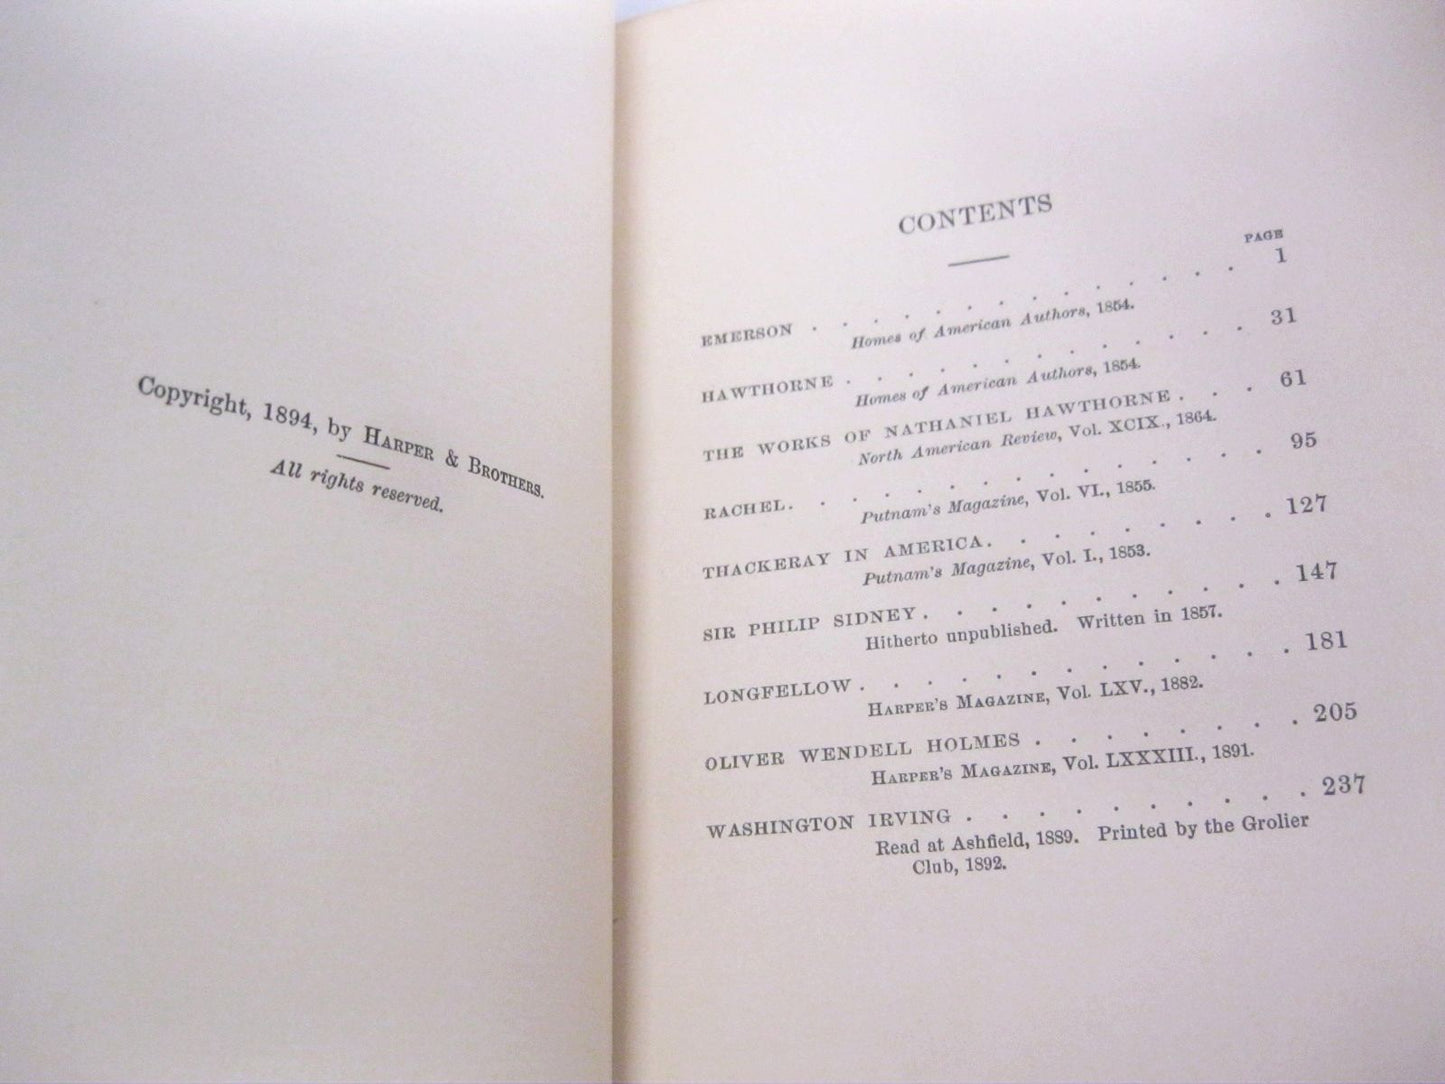 Copyright, 1894, by HARPER & BROTHERS.
All rights reserved.
CONTENTS
PAGE
EMERSON . . . . . . . . . . . . . . 1
Homes of American Authors, 1854.
HAWTHORNE . . . . . . . . . . . . . 31
Homes of American Authors, 1854.
THE WORKS OF NATHANIEL HAWTHORNE . . . 61
North American Review, Vol. XCIX., 1864.
RACHEL. . . . . . . . . . . . . . . 95
Putnam's Magazine, Vol. VI., 1855.
THACKERAY IN AMERICA. . . . . . . . . 127
Putnam's Magazine, Vol. I., 1853.
SIR PHILIP SIDNEY . . . . . . . . . . . 147
Hitherto unpublished. Written in 1857.
LONGFELLOW . . . . . . . . . . . . . 181
HARPER'S MAGAZINE, Vol. LXV., 1882.
OLIVER WENDELL HOLMES . . . . . . . . 205
HARPER'S MAGAZINE, Vol. LXXXIII., 1891.
WASHINGTON IRVING . . . . . . . . . . 237
Read at Ashfield, 1889. Printed by the Grolier
Club, 1892.